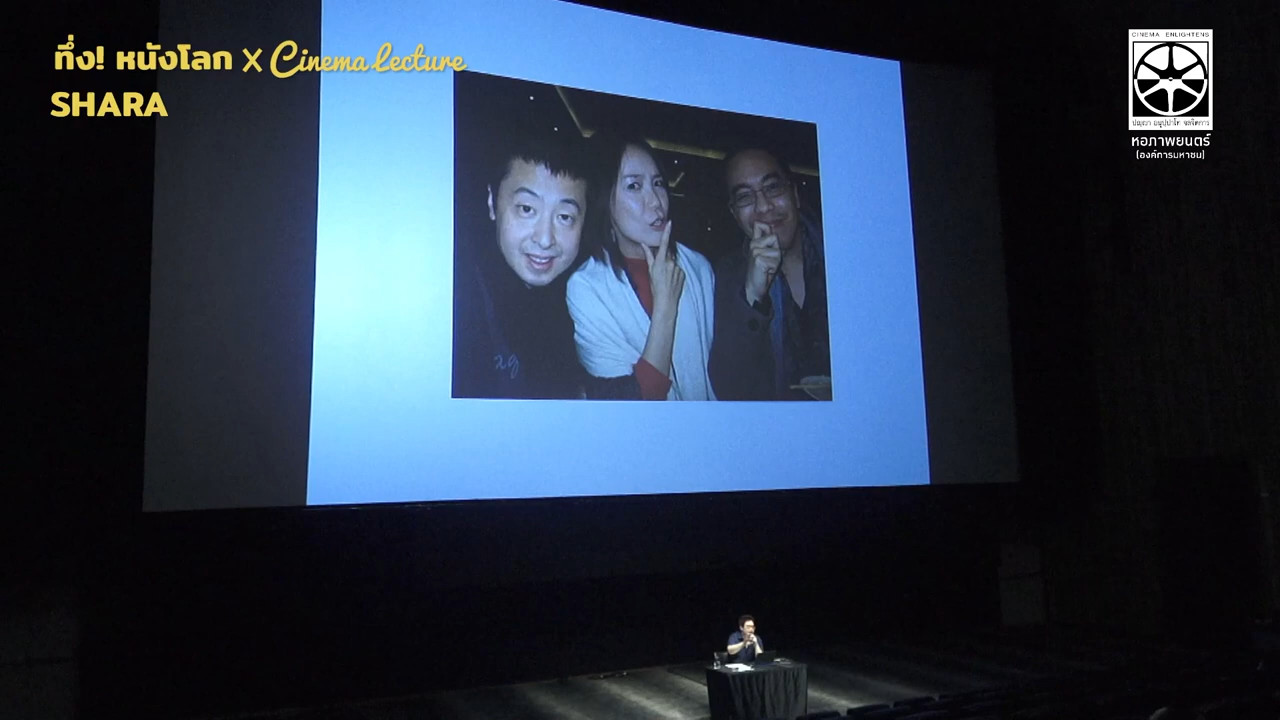 ทึ่ง! หนังโลก X Cinema Lecture
SHARA
CINEMA ENLIGHTENS
หอภาพยนตร์
(องค์การมหาชน)